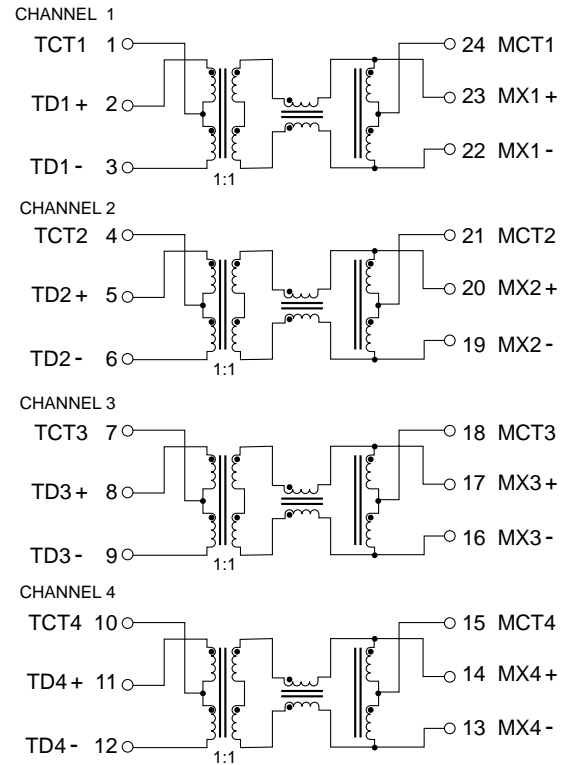 CHANNEL 1
TCT1 1 24 MCT1
TD1+ 2 23 MX1+
TD1- 3 22 MX1-
1:1
CHANNEL 2
TCT2 4 21 MCT2
TD2+ 5 20 MX2+
TD2- 6 19 MX2-
1:1
CHANNEL 3
TCT3 7 18 MCT3
TD3+ 8 17 MX3+
TD3- 9 16 MX3-
1:1
CHANNEL 4
TCT4 10 15 MCT4
TD4+ 11 14 MX4+
TD4- 12 13 MX4-
1:1